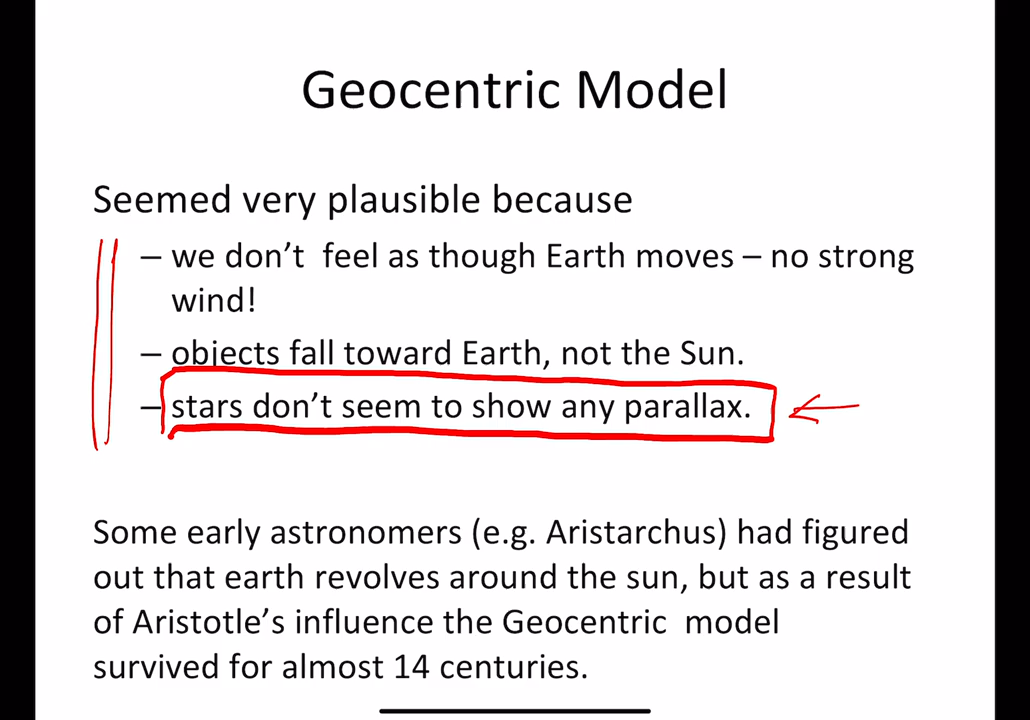 Geocentric Model
Seemed very plausible because
– we don’t  feel as though Earth moves – no strong
wind!
– objects fall toward Earth, not the Sun.
– stars don’t seem to show any parallax.
Some early astronomers (e.g. Aristarchus) had figured
out that earth revolves around the sun, but as a result
of Aristotle’s influence the Geocentric  model
survived for almost 14 centuries.